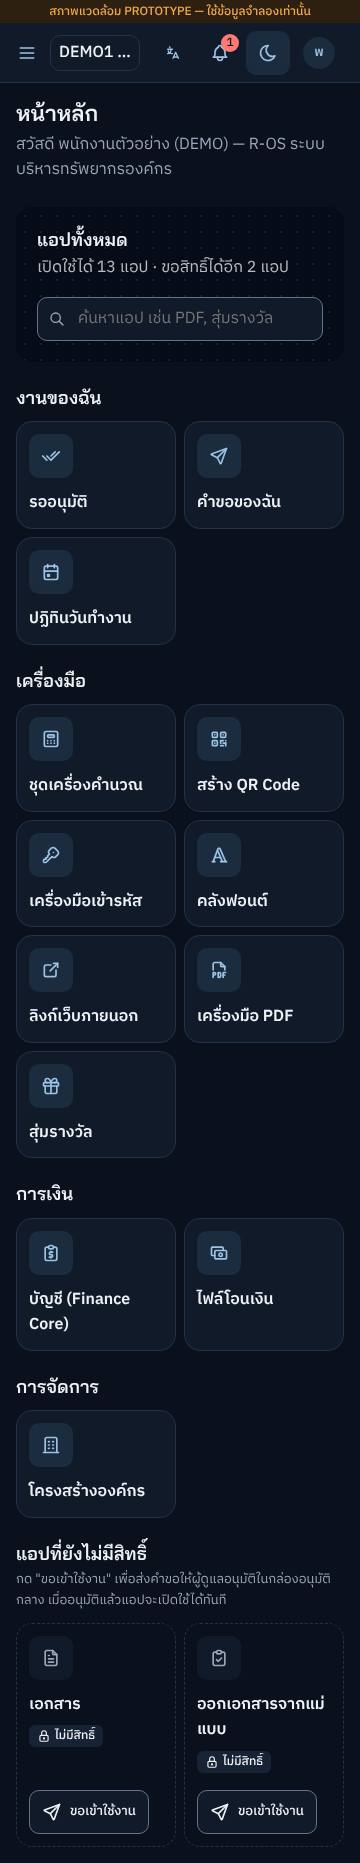 สภาพแวดล้อม PROTOTYPE — ใช้ข้อมูลจำลองเท่านั้น
DEMO1 ...
1
W
หน้าหลัก
สวัสดี พนักงานตัวอย่าง (DEMO) — R-OS ระบบ
บริหารทรัพยากรองค์กร
แอปทั้งหมด
เปิดใช้ได้ 13 แอป · ขอสิทธิ์ได้อีก 2 แอป
ค้นหาแอป เช่น PDF, สุ่มรางวัล
งานของฉัน
รออนุมัติ
คำขอของฉัน
ปฏิทินวันทำงาน
เครื่องมือ
ชุดเครื่องคำนวณ
สร้าง QR Code
เครื่องมือเข้ารหัส
คลังฟอนต์
ลิงก์เว็บภายนอก
เครื่องมือ PDF
สุ่มรางวัล
การเงิน
บัญชี (Finance
Core)
ไฟล์โอนเงิน
การจัดการ
โครงสร้างองค์กร
แอปที่ยังไม่มีสิทธิ์
กด "ขอเข้าใช้งาน" เพื่อส่งคำขอให้ผู้ดูแลอนุมัติในกล่องอนุมัติ
กลาง เมื่ออนุมัติแล้วแอปจะเปิดใช้ได้ทันที
เอกสาร
ไม่มีสิทธิ์
ขอเข้าใช้งาน
ออกเอกสารจากแม่
แบบ
ไม่มีสิทธิ์
ขอเข้าใช้งาน